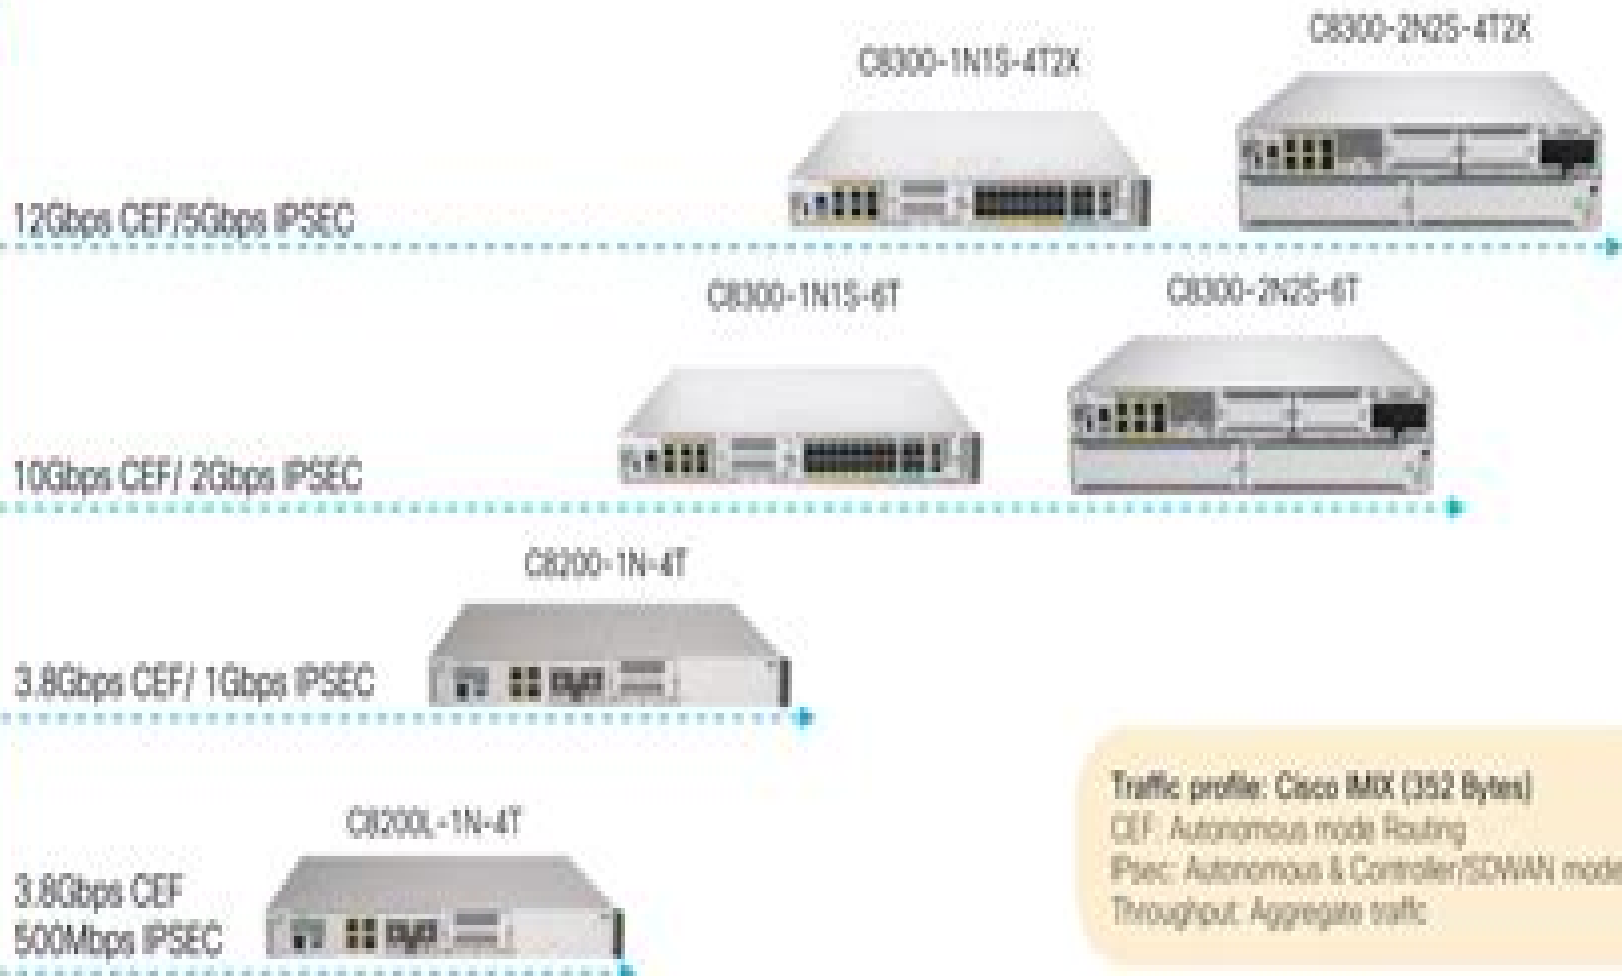 C8300-2N2S-4T2X
C8300-1N1S-4T2X
12Gbps CEF/5Gbps IPSEC
C8300-1N1S-6T
C8300-2N2S-6T
10Gbps CEF/ 2Gbps IPSEC
C8200-1N-4T
3.8Gbps CEF/ 1Gbps IPSEC
C8200L-1N-4T
3.8Gbps CEF
500Mbps IPSEC
Traffic profile: Cisco IMIX (352 Bytes)
CEF: Autonomous mode Routing
IPsec: Autonomous & Controller/SDWAN mode
Throughput: Aggregate traffic